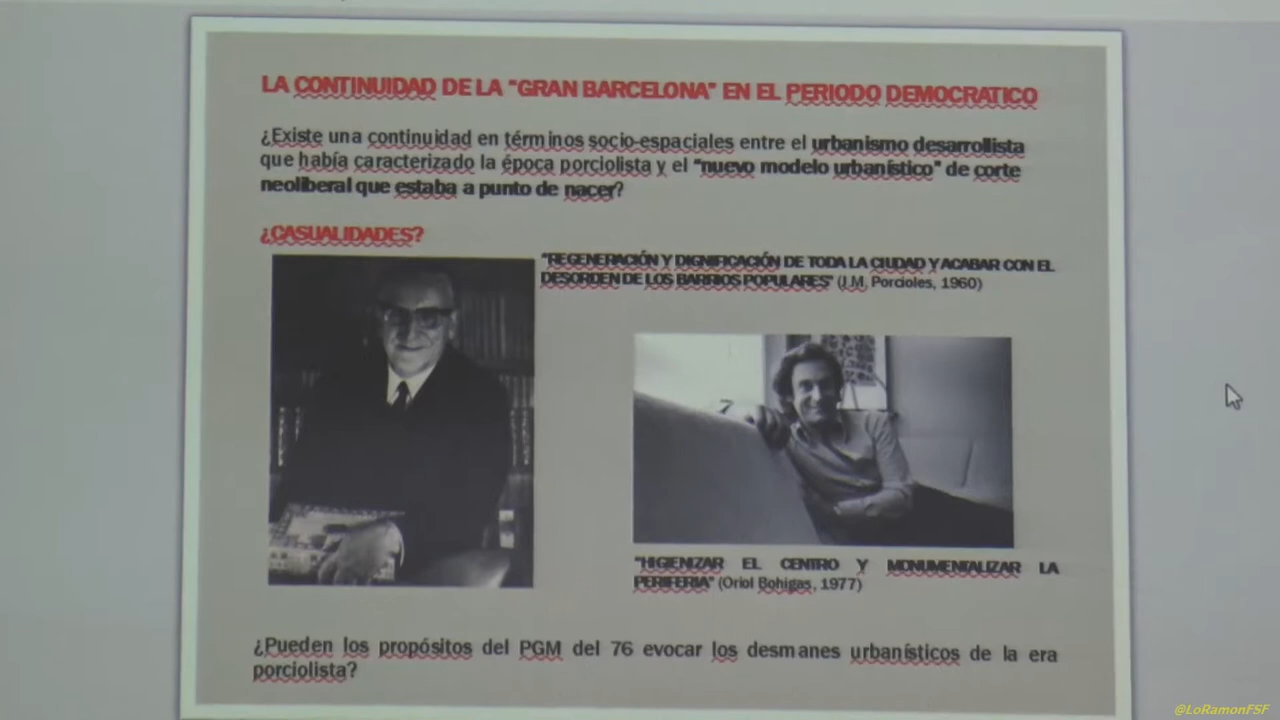 LA CONTINUIDAD DE LA "GRAN BARCELONA" EN EL PERIODO DEMOCRATICO
¿Existe una continuidad en términos socio-espaciales entre el urbanismo desarrollista
que había caracterizado la época porciolista y el "nuevo modelo urbanístico" de corte
neoliberal que estaba a punto de nacer?
¿CASUALIDADES?
"REGENERACIÓN Y DIGNIFICACIÓN DE TODA LA CIUDAD Y ACABAR CON EL
DESORDEN DE LOS BARRIOS POPULARES" (J.M. Porcioles, 1960)
"HIGIENIZAR EL CENTRO Y MONUMENTALIZAR LA
PERIFERIA" (Oriol Bohigas, 1977)
¿Pueden los propósitos del PGM del 76 evocar los desmanes urbanísticos de la era
porciolista?
@LoRamonFSF